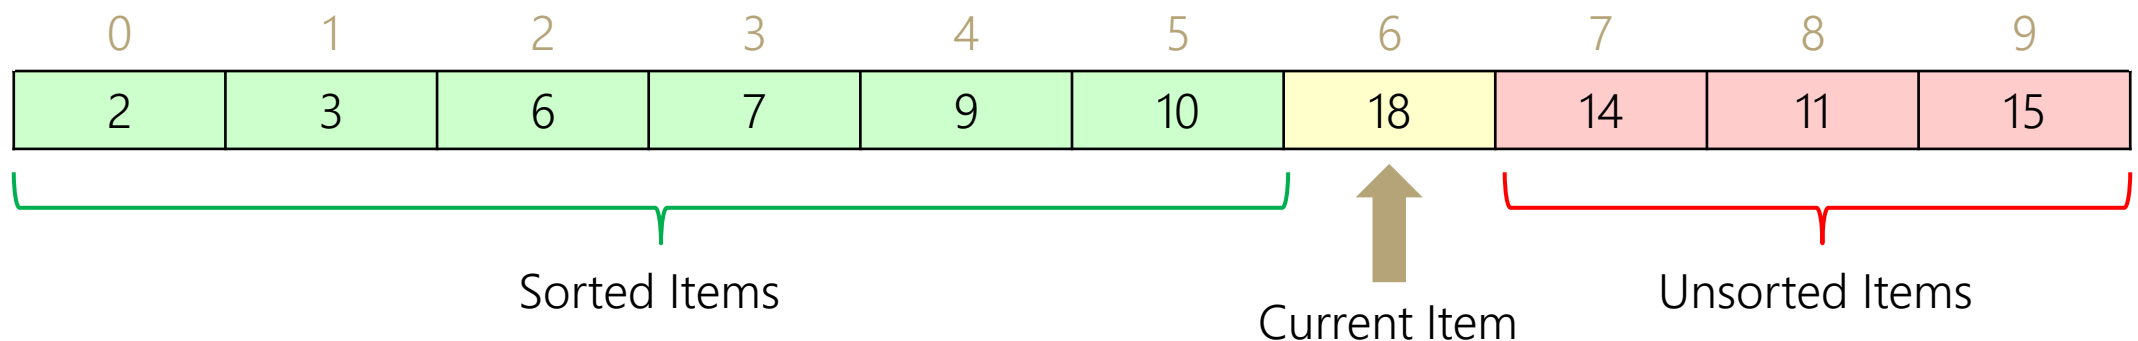 0 1 2 3 4 5 6 7 8 9
2 3 6 7 9 10 18 14 11 15
Sorted Items
Unsorted Items
Current Item